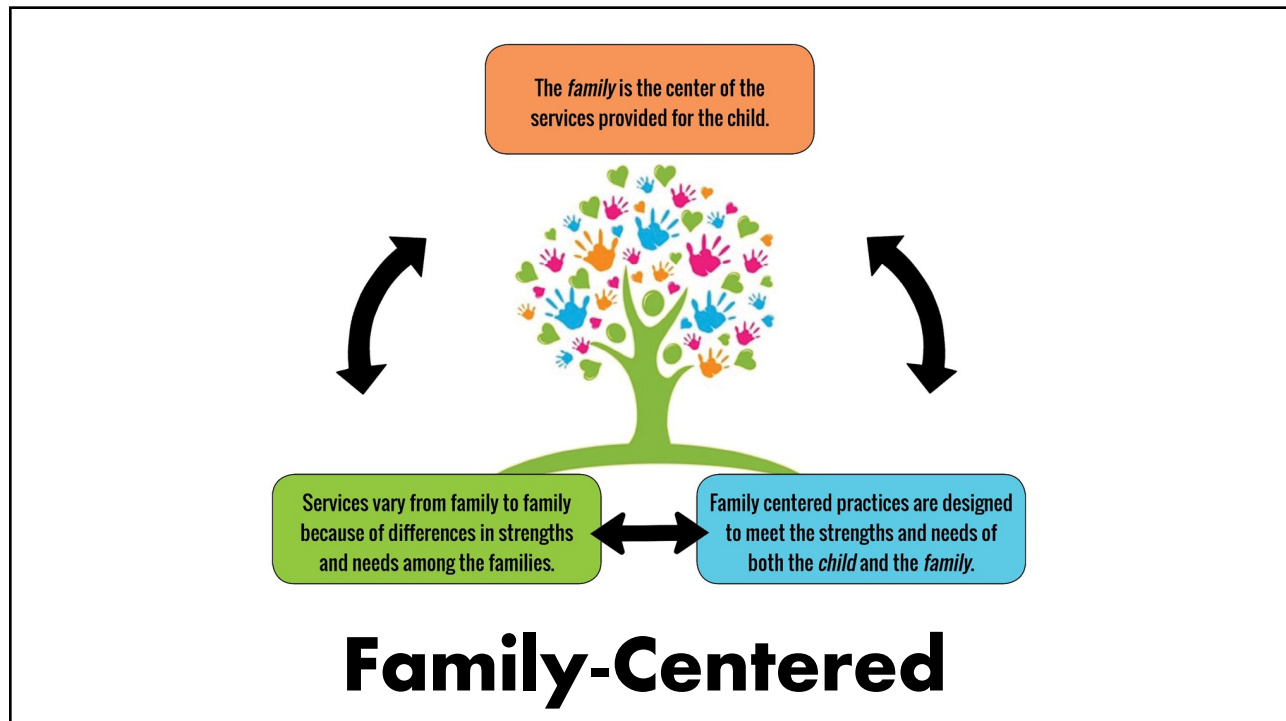 The family is the center of the
services provided for the child.
Services vary from family to family
because of differences in strengths
and needs among the families.
Family centered practices are designed
to meet the strengths and needs of
both the child and the family.
Family-Centered